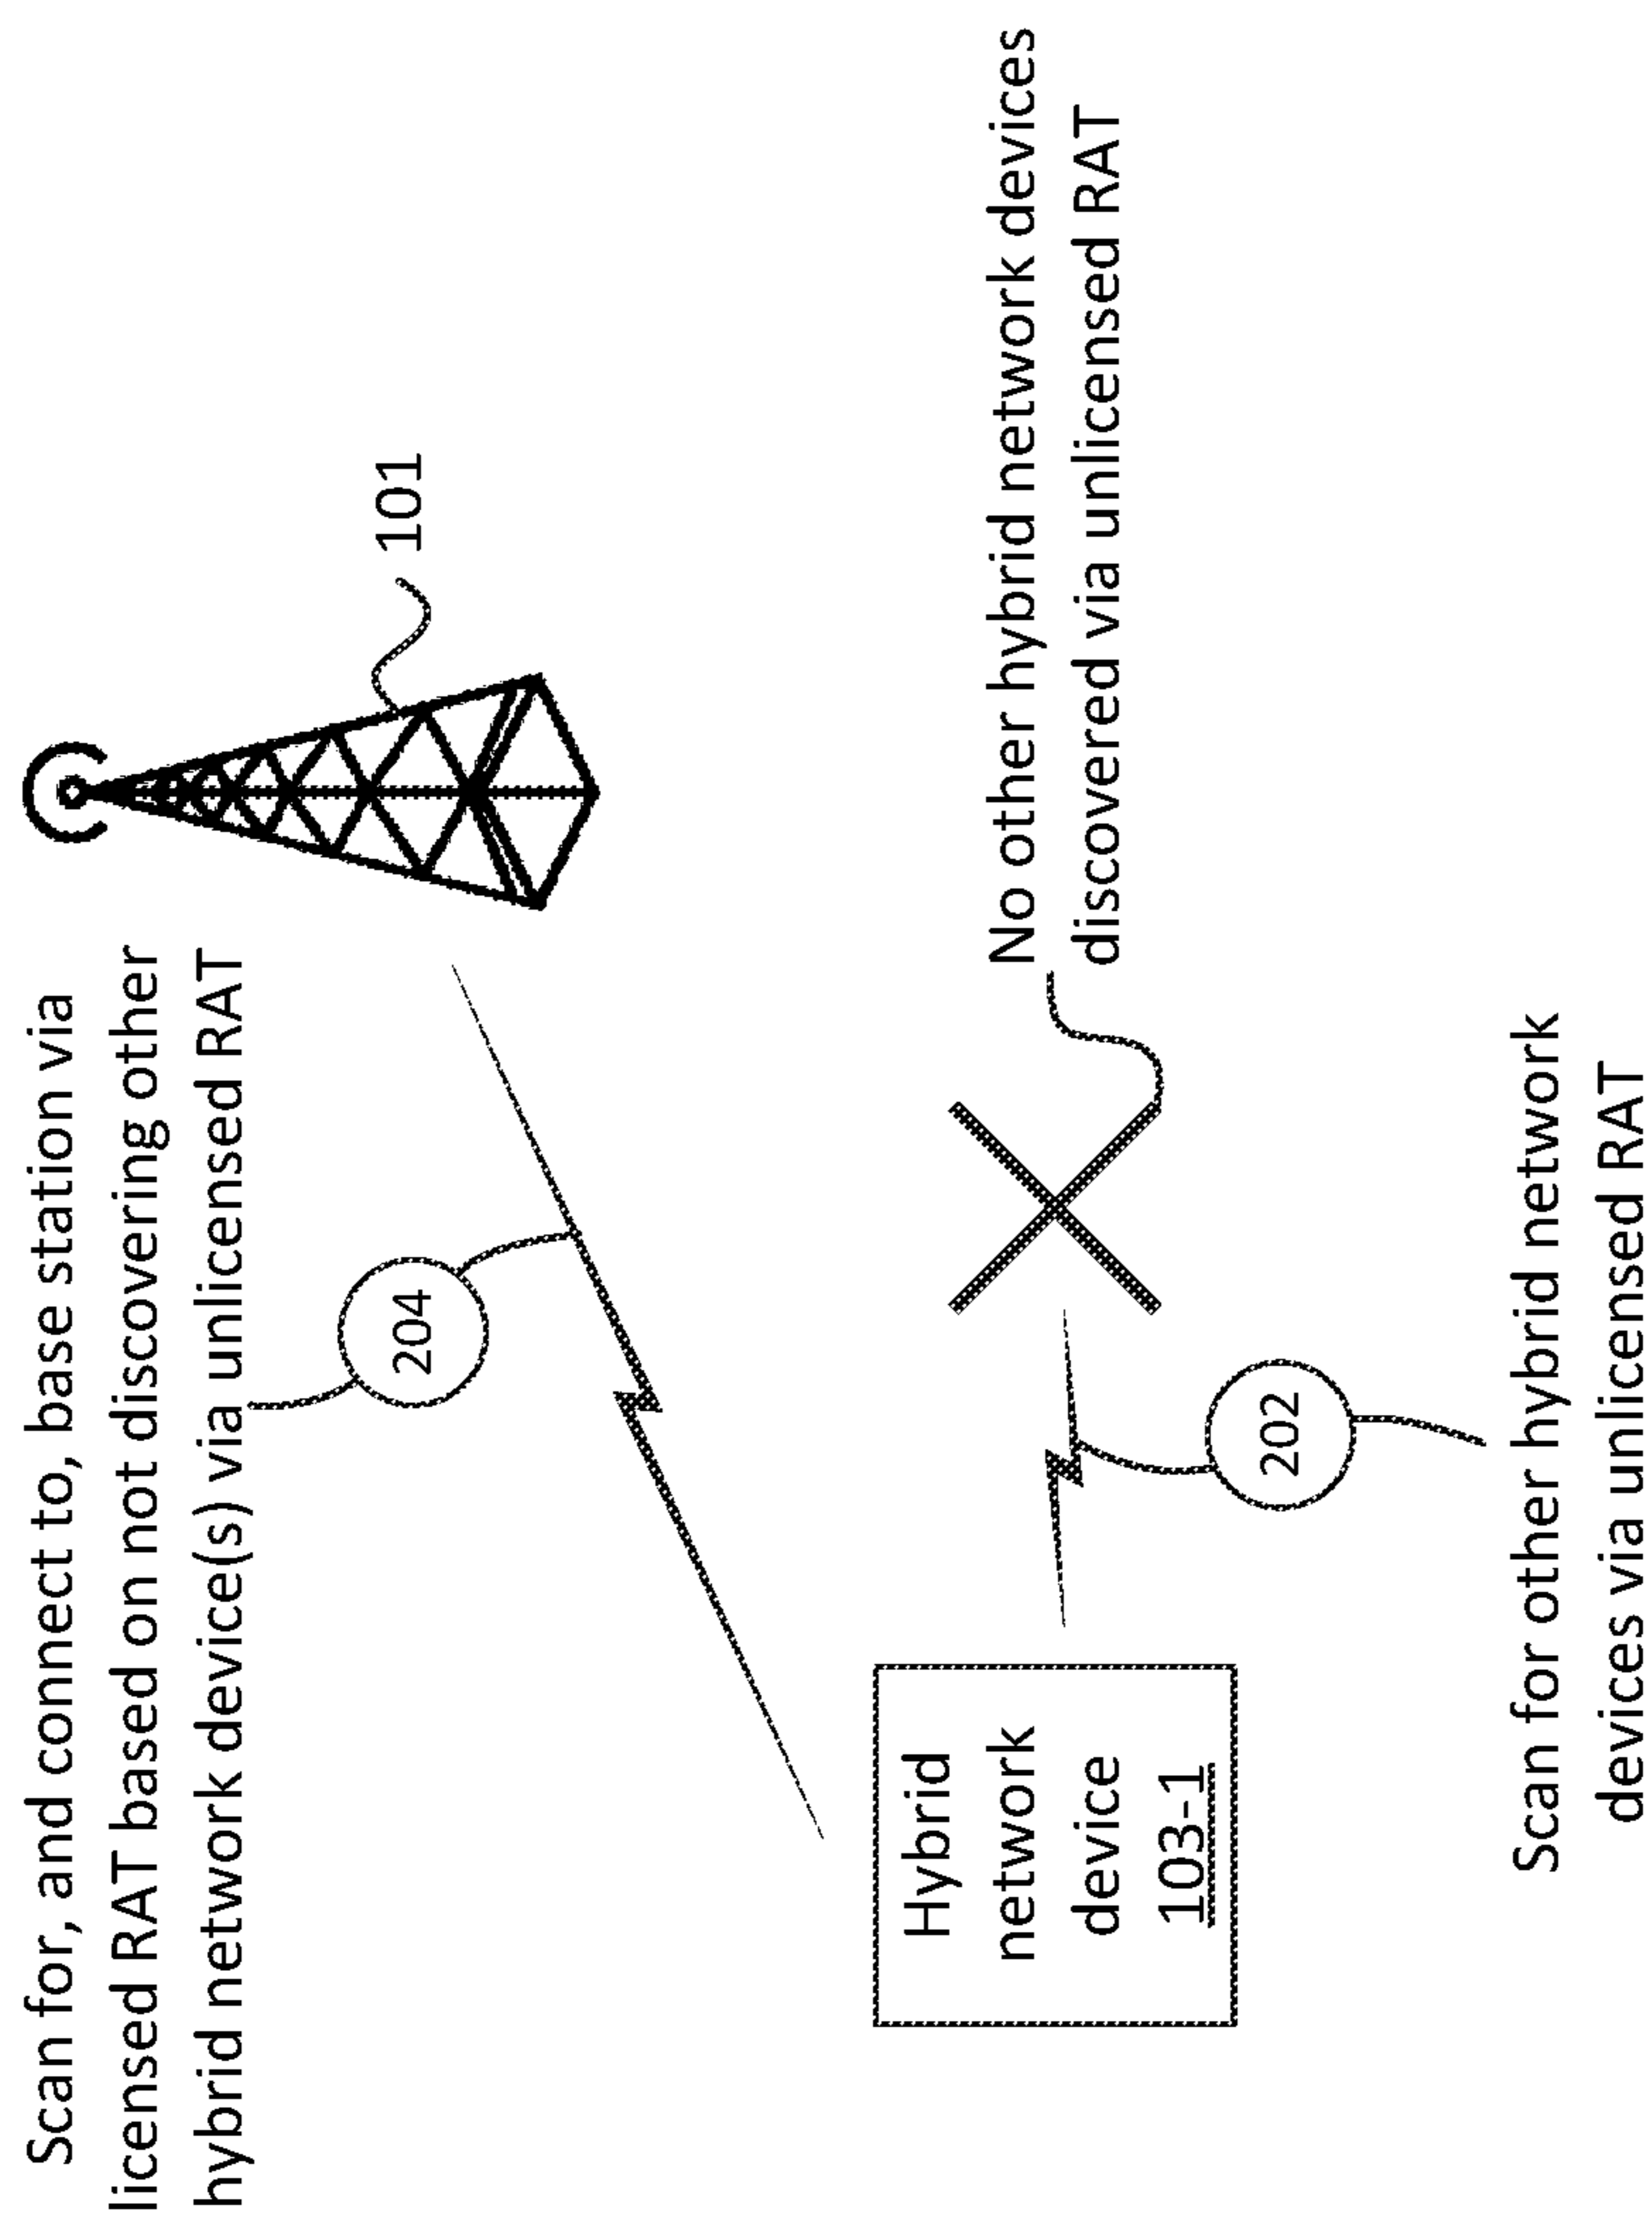 Scan for, and connect to, base station via
licensed RAT based on not discovering other
hybrid network device(s) via unlicensed RAT
204
101
Hybrid
network
device
103-1
No other hybrid network devices
discovered via unlicensed RAT
202
Scan for other hybrid network
devices via unlicensed RAT